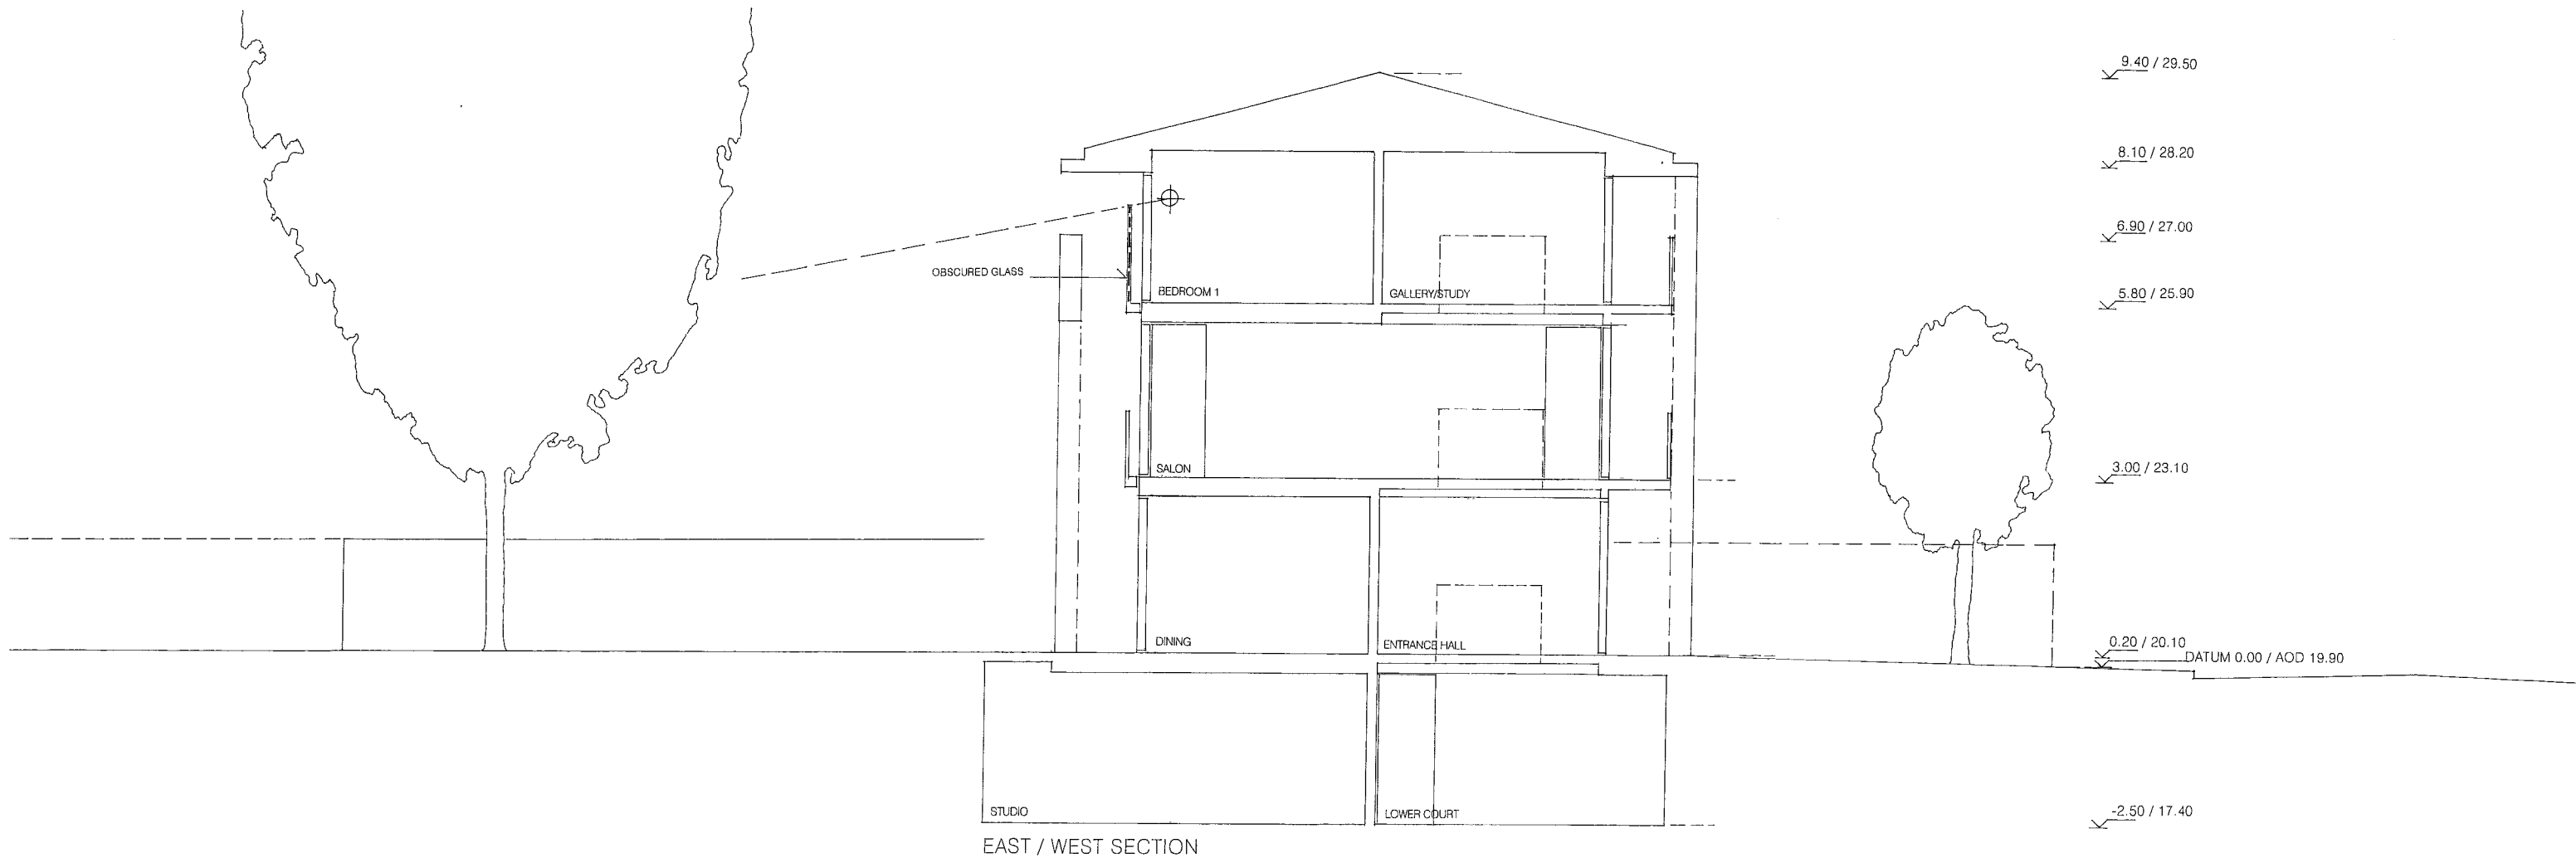 9.40 / 29.50
8.10 / 28.20
6.90 / 27.00
OBSCURED GLASS
BEDROOM 1
GALLERY/STUDY
5.80 / 25.90
SALON
3.00 / 23.10
DINING
ENTRANCE HALL
0.20 / 20.10
DATUM 0.00 / AOD 19.90
STUDIO
LOWER COURT
-2.50 / 17.40
EAST / WEST SECTION